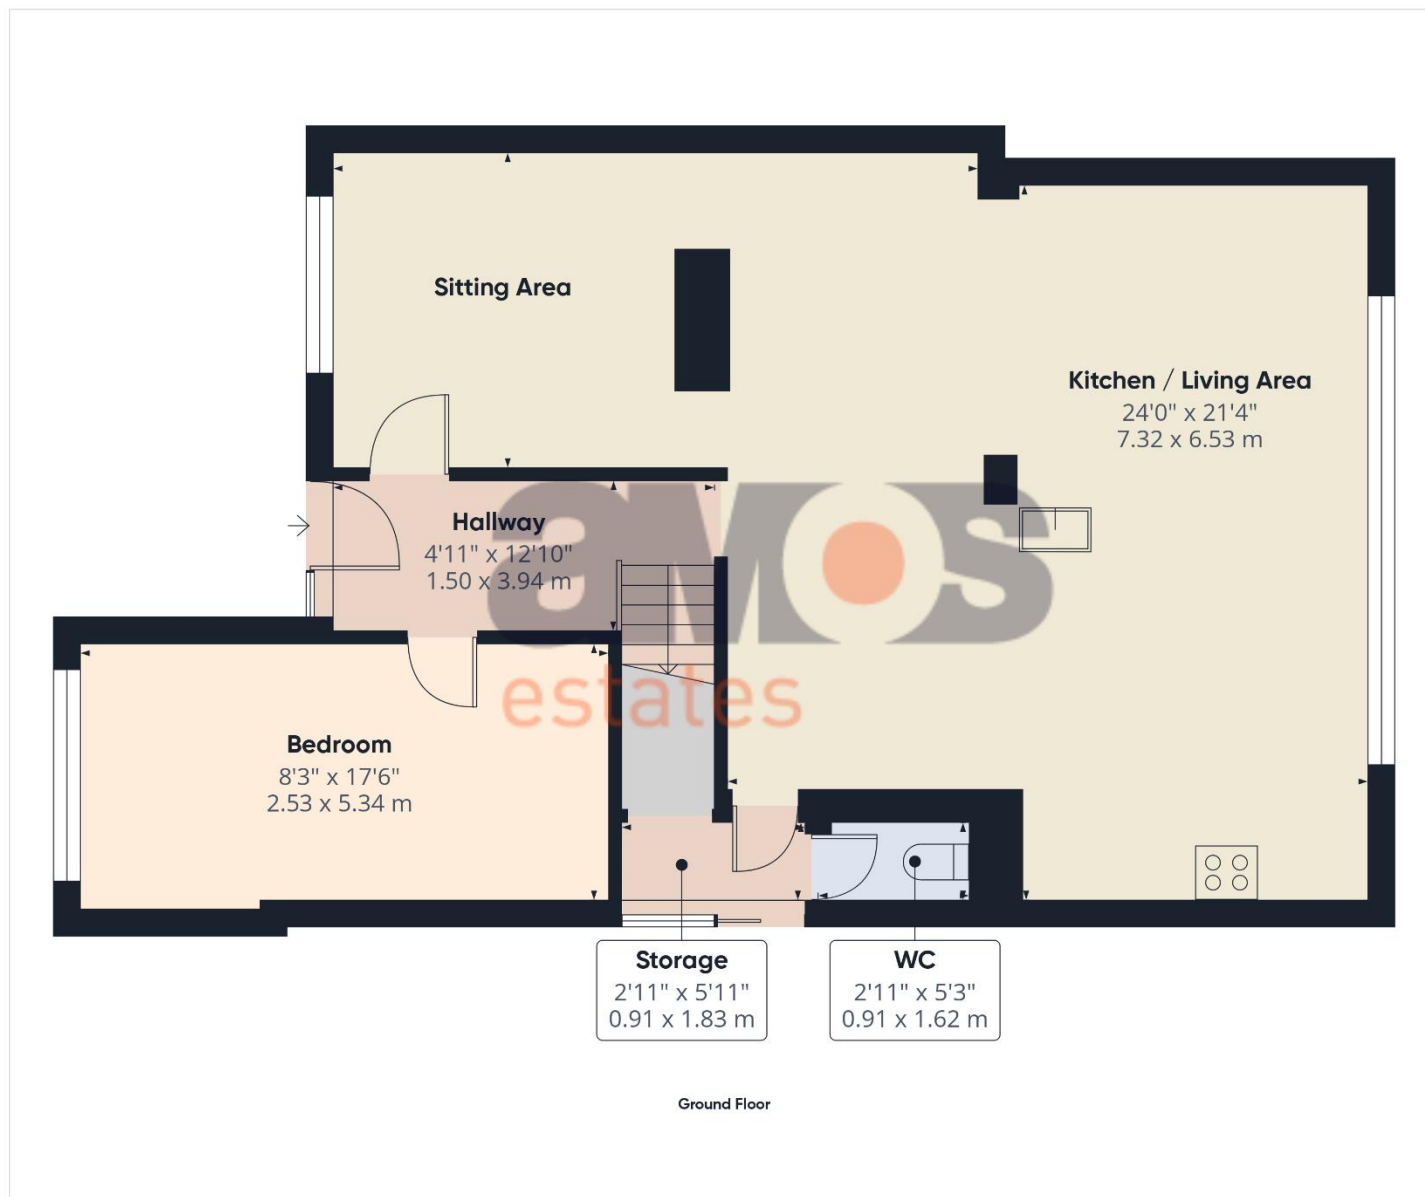 Sitting Area
Kitchen / Living Area
24'0" x 21'4"
7.32 x 6.53 m
Hallway
4'11" x 12'10"
1.50 x 3.94 m
amos
estates
Bedroom
8'3" x 17'6"
2.53 x 5.34 m
Storage
2'11" x 5'11"
0.91 x 1.83 m
WC
2'11" x 5'3"
0.91 x 1.62 m
Ground Floor